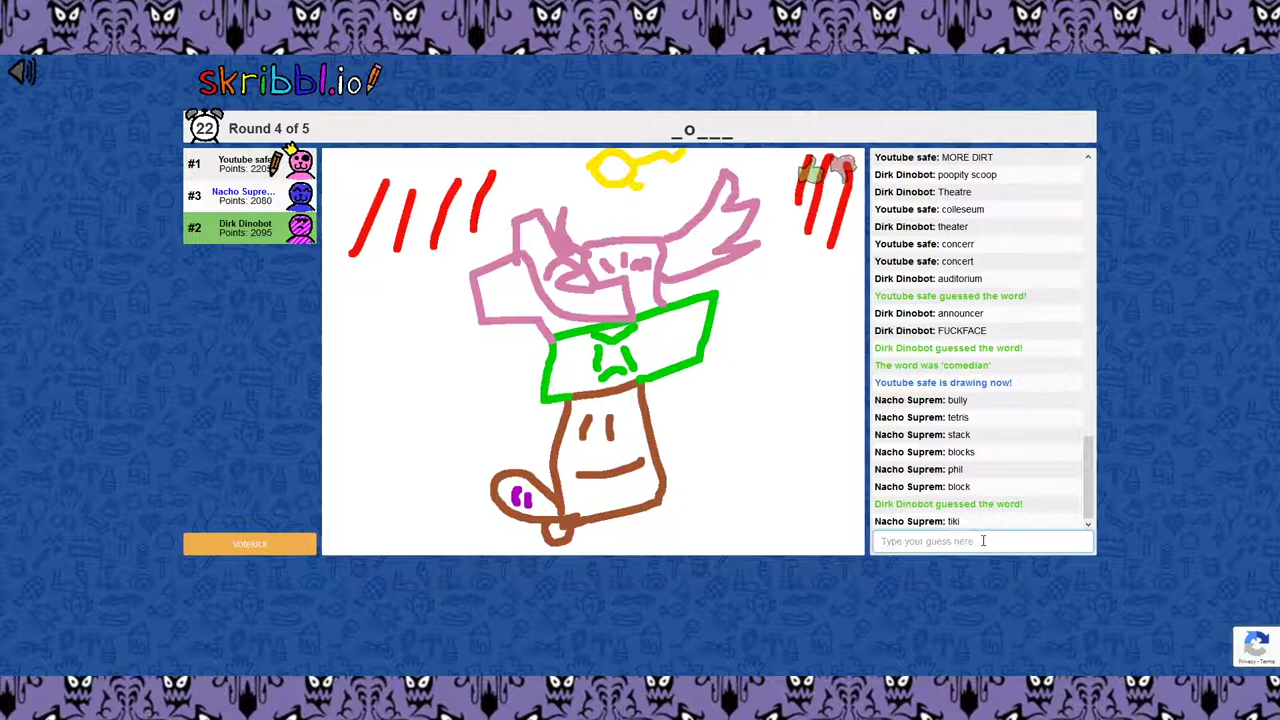 skribbl.io
22
Round 4 of 5
_o___
#1
Youtube safe
Points: 2205
#3
Nacho Supre...
Points: 2080
#2
Dirk Dinobot
Points: 2095
Votekick
Youtube safe: MORE DIRT
Dirk Dinobot: poopity scoop
Dirk Dinobot: Theatre
Youtube safe: colleseum
Dirk Dinobot: theater
Youtube safe: concerr
Youtube safe: concert
Dirk Dinobot: auditorium
Youtube safe guessed the word!
Dirk Dinobot: announcer
Dirk Dinobot: FUCKFACE
Dirk Dinobot guessed the word!
The word was 'comedian'
Youtube safe is drawing now!
Nacho Suprem: bully
Nacho Suprem: tetris
Nacho Suprem: stack
Nacho Suprem: blocks
Nacho Suprem: phil
Nacho Suprem: block
Dirk Dinobot guessed the word!
Nacho Suprem: tiki
Type your guess here
Privacy - Terms